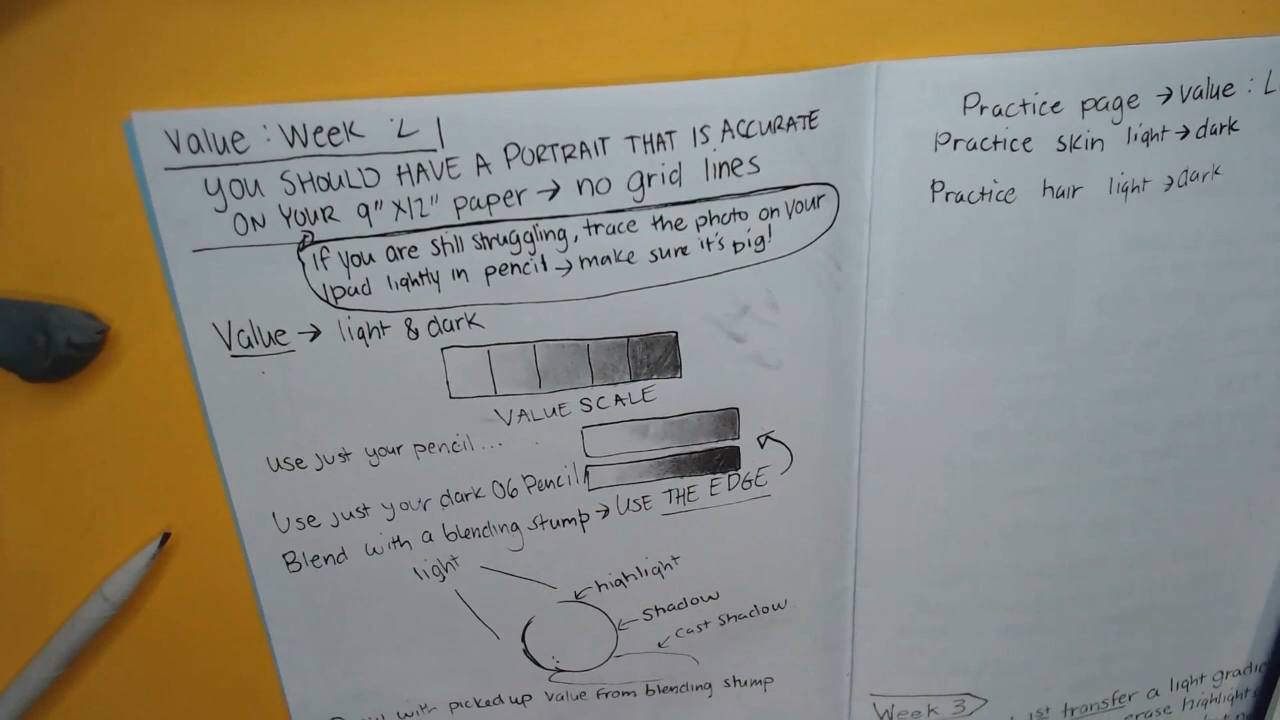 Value : Week 1
YOU SHOULD HAVE A PORTRAIT THAT IS ACCURATE
ON YOUR 9" X12" paper → no grid lines
If you are still struggling, trace the photo on your
Ipad lightly in pencil → make sure it's big!
Value → light & dark
VALUE SCALE
Use just your pencil...
Use just your dark 06 Pencil
Blend with a blending stump → USE THE EDGE
light
highlight
Shadow
Cast Shadow
with picked up value from blending stump
Practice page → value : L
Practice skin light → dark
Practice hair light → dark
Week 3
transfer a light
erase highlights